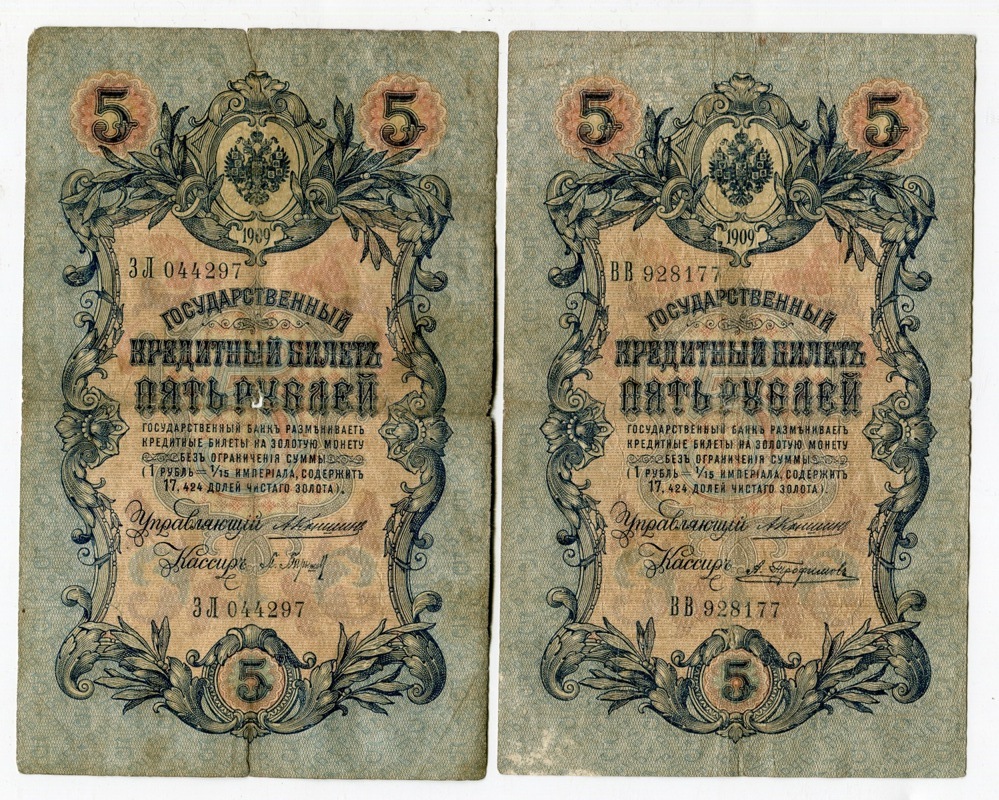 5 5
1909
ЗЛ 044297
ГОСУДАРСТВЕННЫЙ
КРЕДИТНЫЙ БИЛЕТЪ
ПЯТЬ РУБЛЕЙ
ГОСУДАРСТВЕННЫЙ БАНКЪ РАЗМѢНИВАЕТЪ
КРЕДИТНЫЕ БИЛЕТЫ НА ЗОЛОТУЮ МОНЕТУ
БЕЗЪ ОГРАНИЧЕНІЯ СУММЫ
(1 РУБЛЬ = 1/15 ИМПЕРІАЛА, СОДЕРЖИТЪ
17,424 ДОЛЕЙ ЧИСТАГО ЗОЛОТА).
Управляющій
Кассиръ
ЗЛ 044297
5
5 5
1909
ВВ 928177
ГОСУДАРСТВЕННЫЙ
КРЕДИТНЫЙ БИЛЕТЪ
ПЯТЬ РУБЛЕЙ
ГОСУДАРСТВЕННЫЙ БАНКЪ РАЗМѢНИВАЕТЪ
КРЕДИТНЫЕ БИЛЕТЫ НА ЗОЛОТУЮ МОНЕТУ
БЕЗЪ ОГРАНИЧЕНІЯ СУММЫ
(1 РУБЛЬ = 1/15 ИМПЕРІАЛА, СОДЕРЖИТЪ
17,424 ДОЛЕЙ ЧИСТАГО ЗОЛОТА).
Управляющій
Кассиръ А. Трофимовъ
ВВ 928177
5